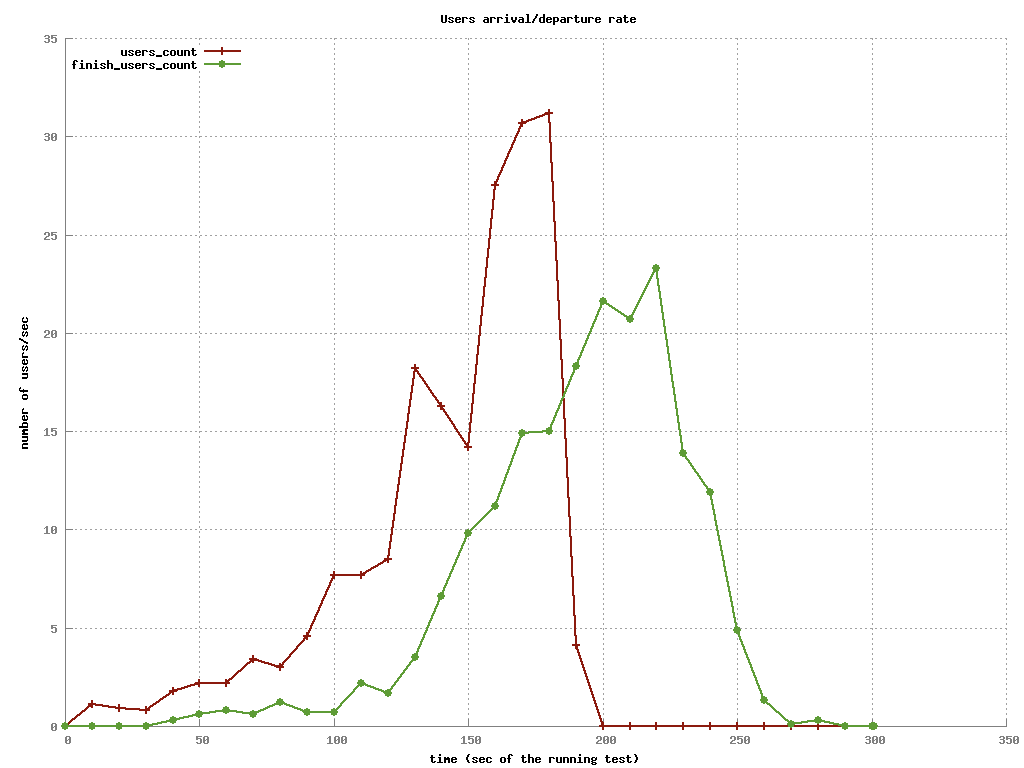 Users arrival/departure rate
users_count
finish_users_count
35
30
25
20
15
10
5
0
number of users/sec
0 50 100 150 200 250 300 350
time (sec of the running test)